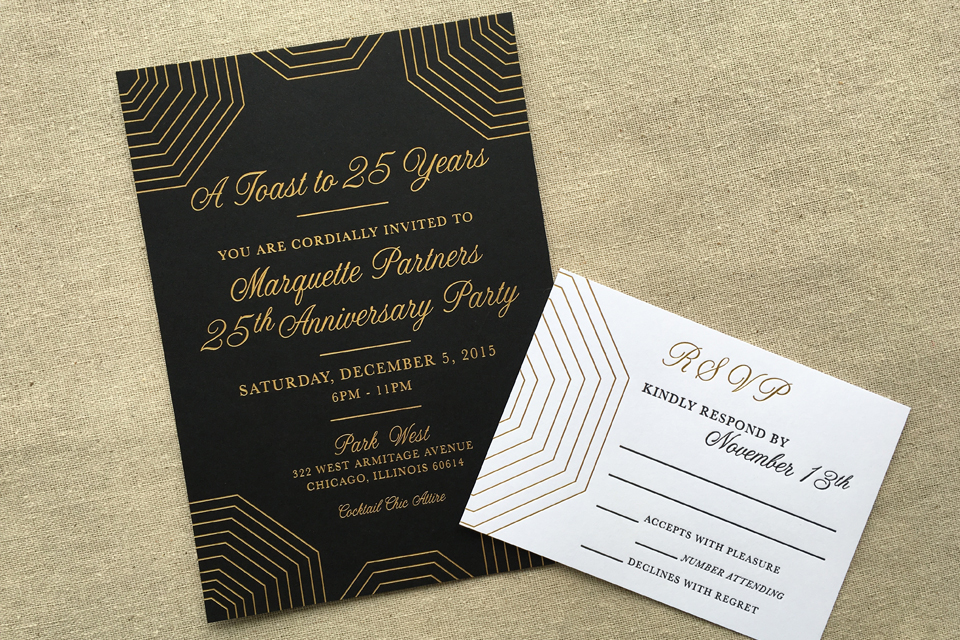 A Toast to 25 Years
YOU ARE CORDIALLY INVITED TO
Marquette Partners
25th Anniversary Party
SATURDAY, DECEMBER 5, 2015
6PM - 11PM
Park West
322 WEST ARMITAGE AVENUE
CHICAGO, ILLINOIS 60614
Cocktail Chic Attire
RSVP
KINDLY RESPOND BY
November 13th
ACCEPTS WITH PLEASURE
NUMBER ATTENDING
DECLINES WITH REGRET